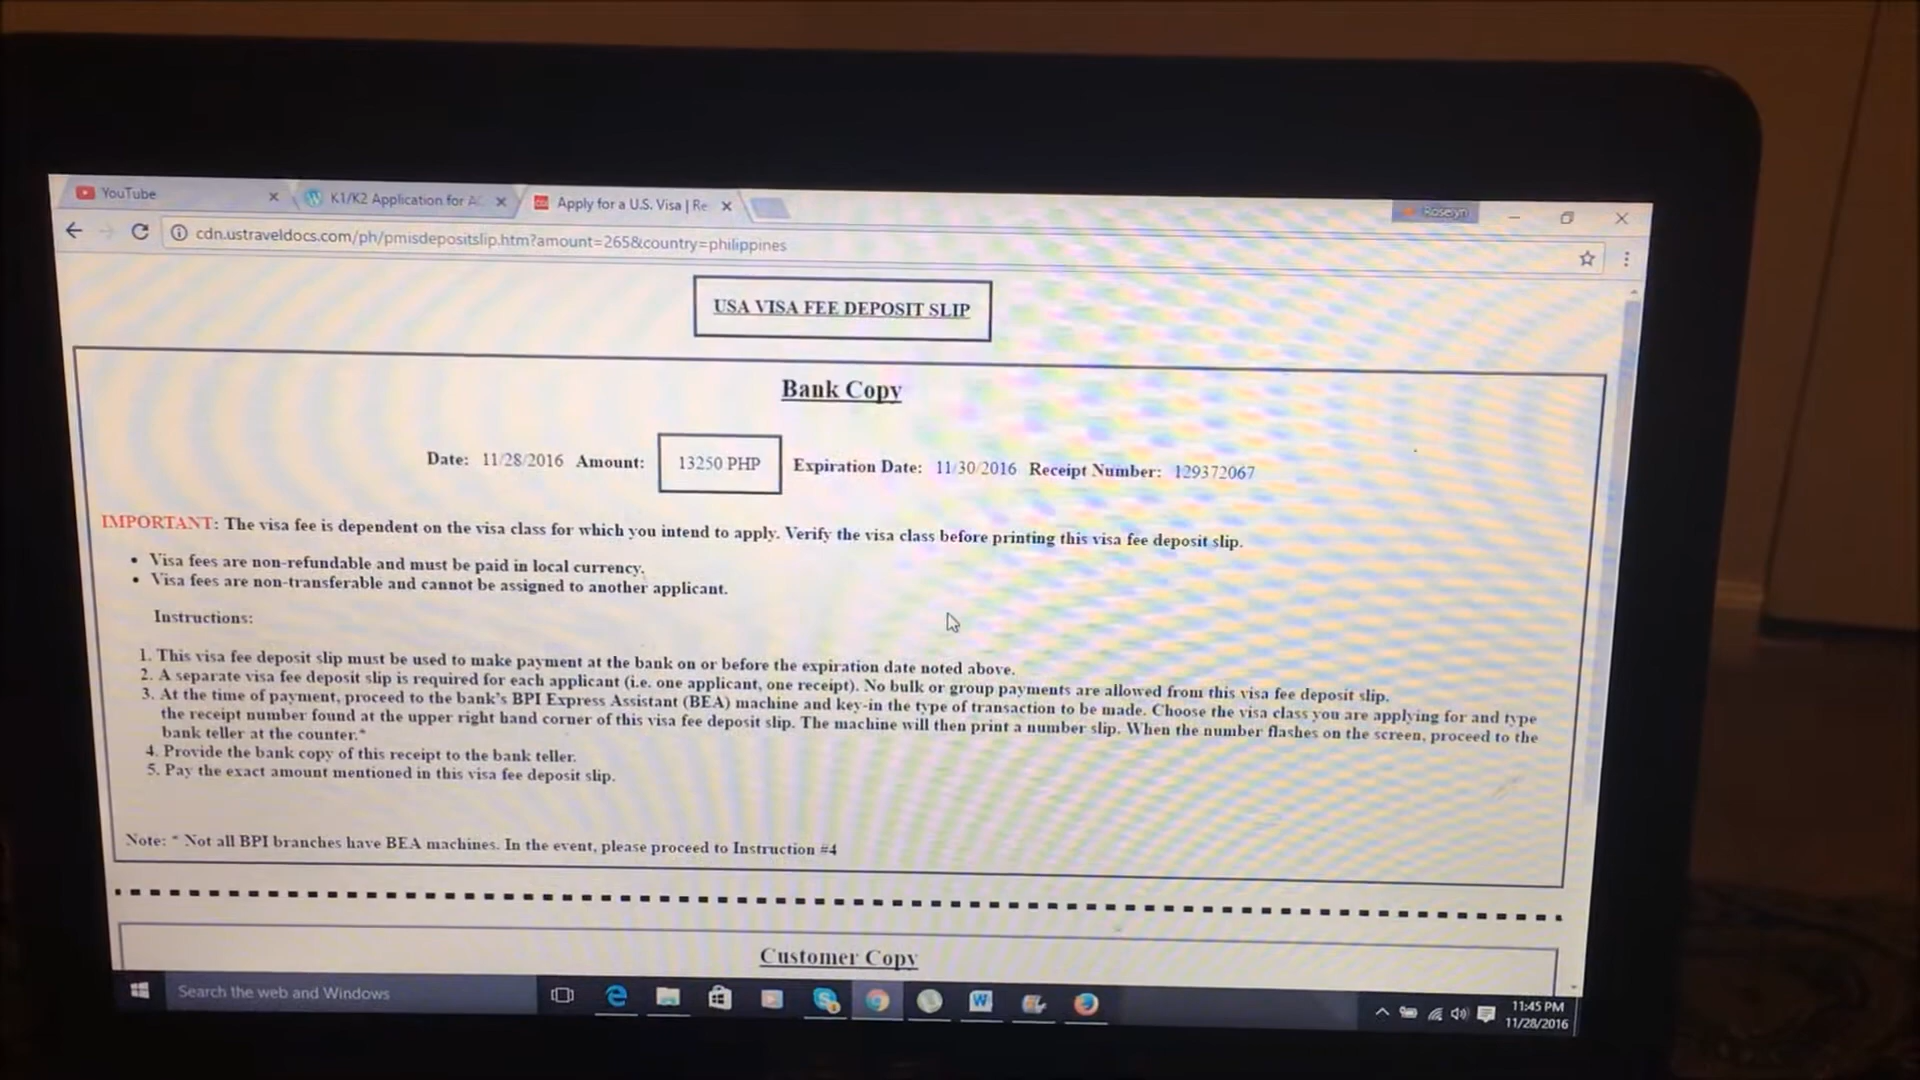 YouTube
K1/K2 Application for
Apply for a U.S. Visa | Re
Roselyn
cdn.ustraveldocs.com/ph/pmisdepositslip.htm?amount=265&country=philippines
USA VISA FEE DEPOSIT SLIP
Bank Copy
Date: 11/28/2016 Amount: 13250 PHP Expiration Date: 11/30/2016 Receipt Number: 129372067
IMPORTANT: The visa fee is dependent on the visa class for which you intend to apply. Verify the visa class before printing this visa fee deposit slip.
• Visa fees are non-refundable and must be paid in local currency.
• Visa fees are non-transferable and cannot be assigned to another applicant.
Instructions:
1. This visa fee deposit slip must be used to make payment at the bank on or before the expiration date noted above.
2. A separate visa fee deposit slip is required for each applicant (i.e. one applicant, one receipt). No bulk or group payments are allowed from this visa fee deposit slip.
3. At the time of payment, proceed to the bank's BPI Express Assistant (BEA) machine and key-in the type of transaction to be made. Choose the visa class you are applying for and type
the receipt number found at the upper right hand corner of this visa fee deposit slip. The machine will then print a number slip. When the number flashes on the screen, proceed to the
bank teller at the counter.*
4. Provide the bank copy of this receipt to the bank teller.
5. Pay the exact amount mentioned in this visa fee deposit slip.
Note: * Not all BPI branches have BEA machines. In the event, please proceed to Instruction #4
Customer Copy
Search the web and Windows
11:45 PM
11/28/2016